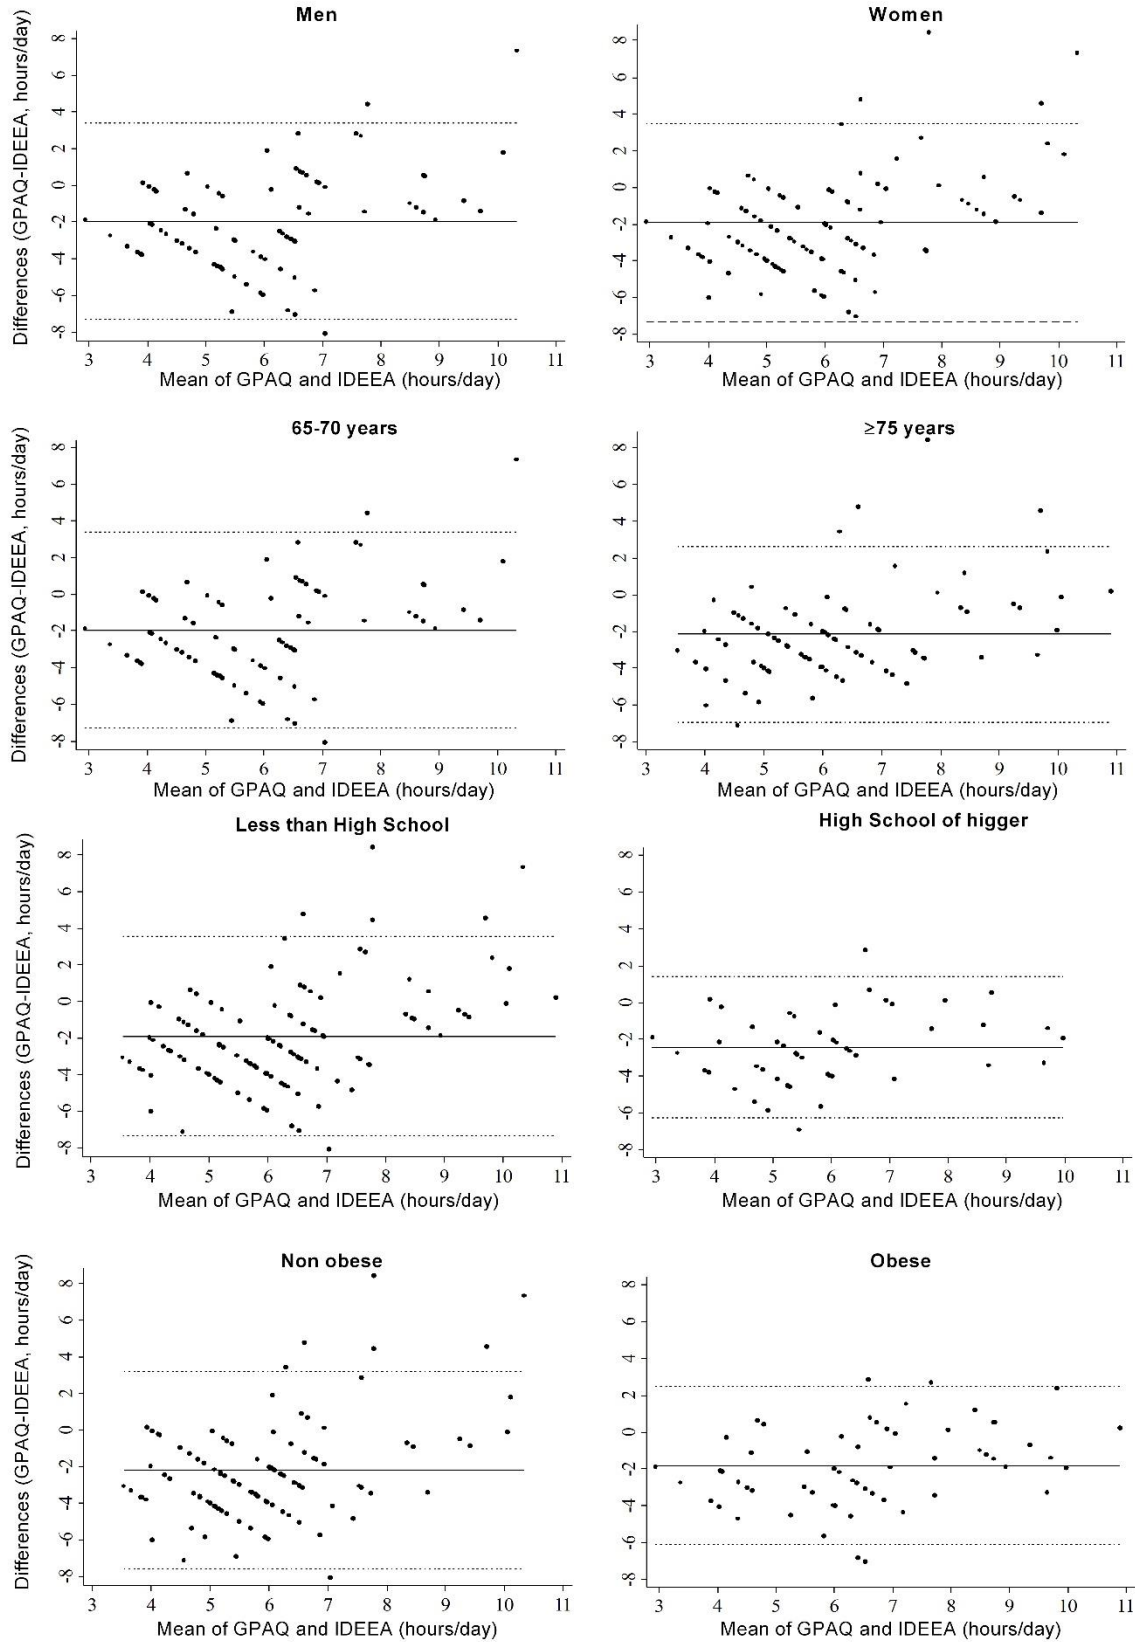 Men
Differences (GPAQ-IDEEA, hours/day)
8
6
4
2
0
-2
-4
-6
-8
3 4 5 6 7 8 9 10 11
Mean of GPAQ and IDEEA (hours/day)
Women
8
6
4
2
0
-2
-4
-6
-8
3 4 5 6 7 8 9 10 11
Mean of GPAQ and IDEEA (hours/day)
65-70 years
Differences (GPAQ-IDEEA, hours/day)
8
6
4
2
0
-2
-4
-6
-8
3 4 5 6 7 8 9 10 11
Mean of GPAQ and IDEEA (hours/day)
≥75 years
8
6
4
2
0
-2
-4
-6
-8
3 4 5 6 7 8 9 10 11
Mean of GPAQ and IDEEA (hours/day)
Less than High School
Differences (GPAQ-IDEEA, hours/day)
8
6
4
2
0
-2
-4
-6
-8
3 4 5 6 7 8 9 10 11
Mean of GPAQ and IDEEA (hours/day)
High School of higger
8
6
4
2
0
-2
-4
-6
-8
3 4 5 6 7 8 9 10 11
Mean of GPAQ and IDEEA (hours/day)
Non obese
Differences (GPAQ-IDEEA, hours/day)
8
6
4
2
0
-2
-4
-6
-8
3 4 5 6 7 8 9 10 11
Mean of GPAQ and IDEEA (hours/day)
Obese
8
6
4
2
0
-2
-4
-6
-8
3 4 5 6 7 8 9 10 11
Mean of GPAQ and IDEEA (hours/day)